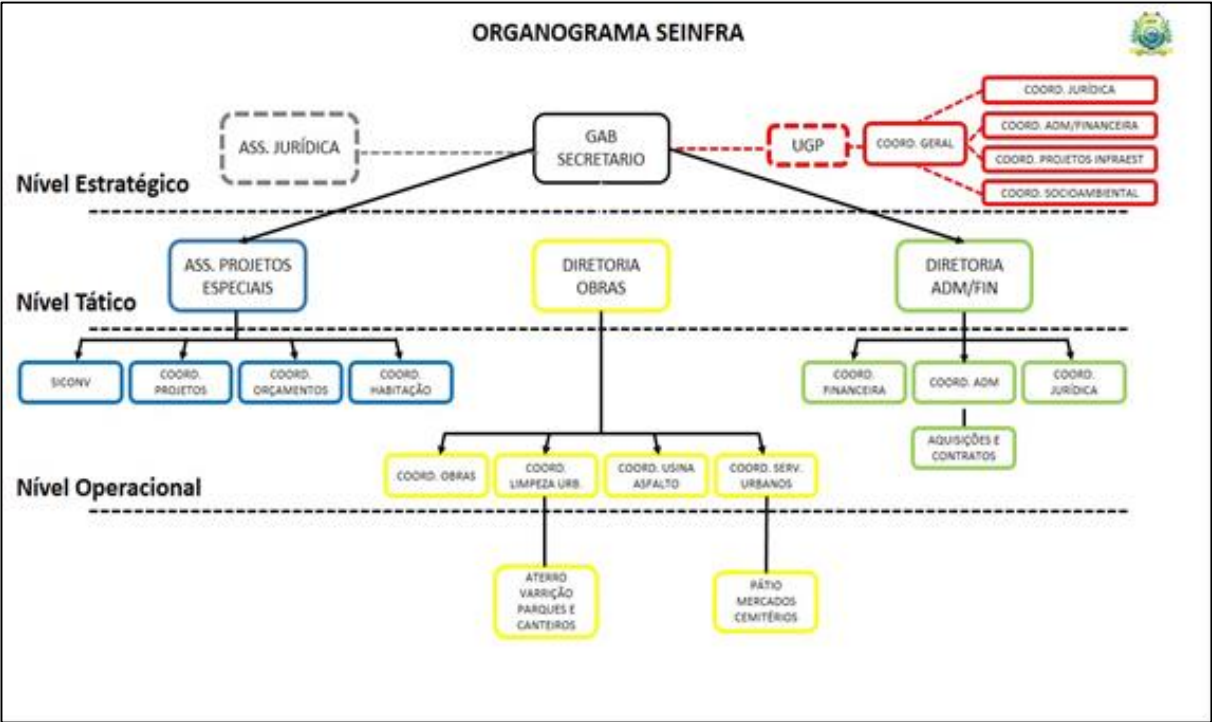 ORGANOGRAMA SEINFRA
COORD. JURÍDICA
ASS. JURÍDICA
GAB
SECRETARIO
UGP
COORD. GERAL
COORD. ADM/FINANCEIRA
COORD. PROJETOS INFRAEST
COORD. SOCIOAMBIENTAL
Nível Estratégico
ASS. PROJETOS
ESPECIAIS
DIRETORIA
OBRAS
DIRETORIA
ADM/FIN
Nível Tático
SICONV
COORD.
PROJETOS
COORD.
ORÇAMENTOS
COORD.
HABITAÇÃO
COORD.
FINANCEIRA
COORD. ADM
COORD.
JURÍDICA
AQUISIÇÕES E
CONTRATOS
COORD. OBRAS
COORD.
LIMPEZA URB.
COORD. USINA
ASFALTO
COORD. SERV.
URBANOS
Nível Operacional
ATERRO
VARRIÇÃO
PARQUES E
CANTEIROS
PÁTIO
MERCADOS
CEMITÉRIOS